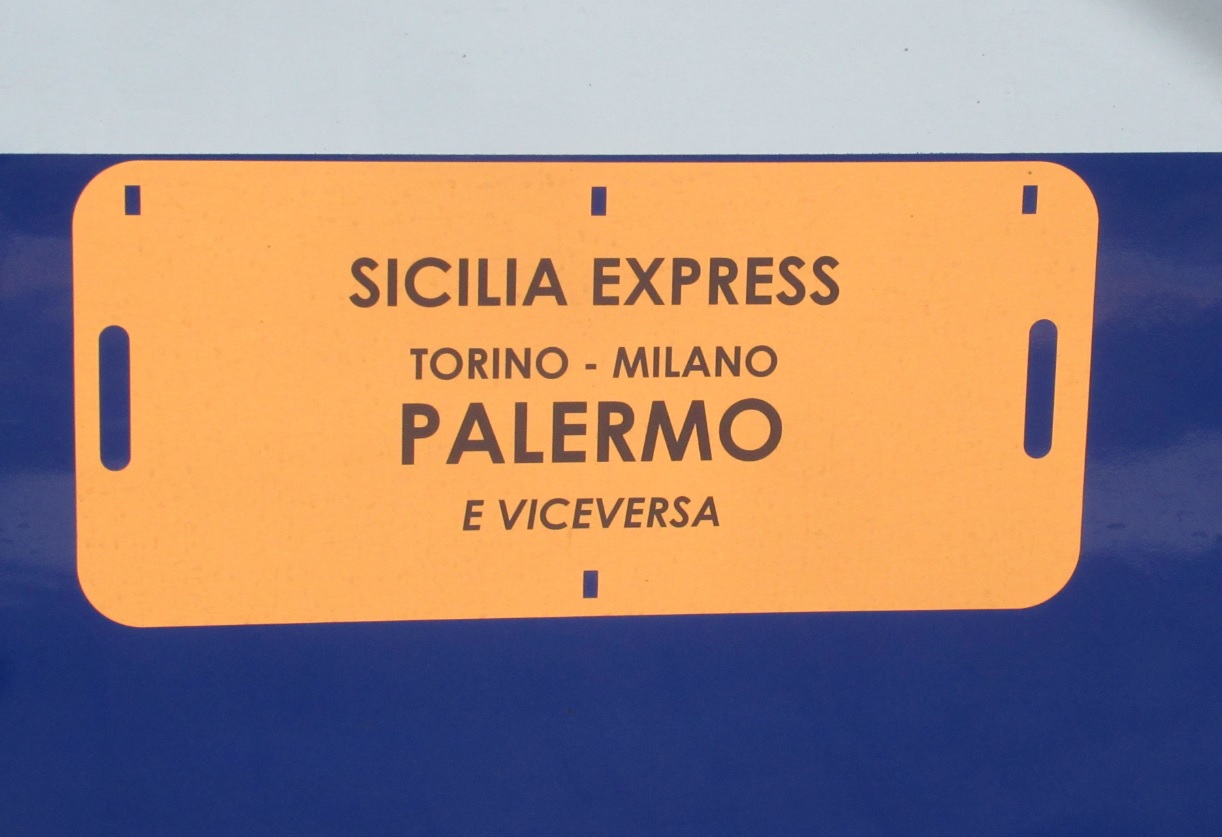 SICILIA EXPRESS
TORINO - MILANO
PALERMO
E VICEVERSA